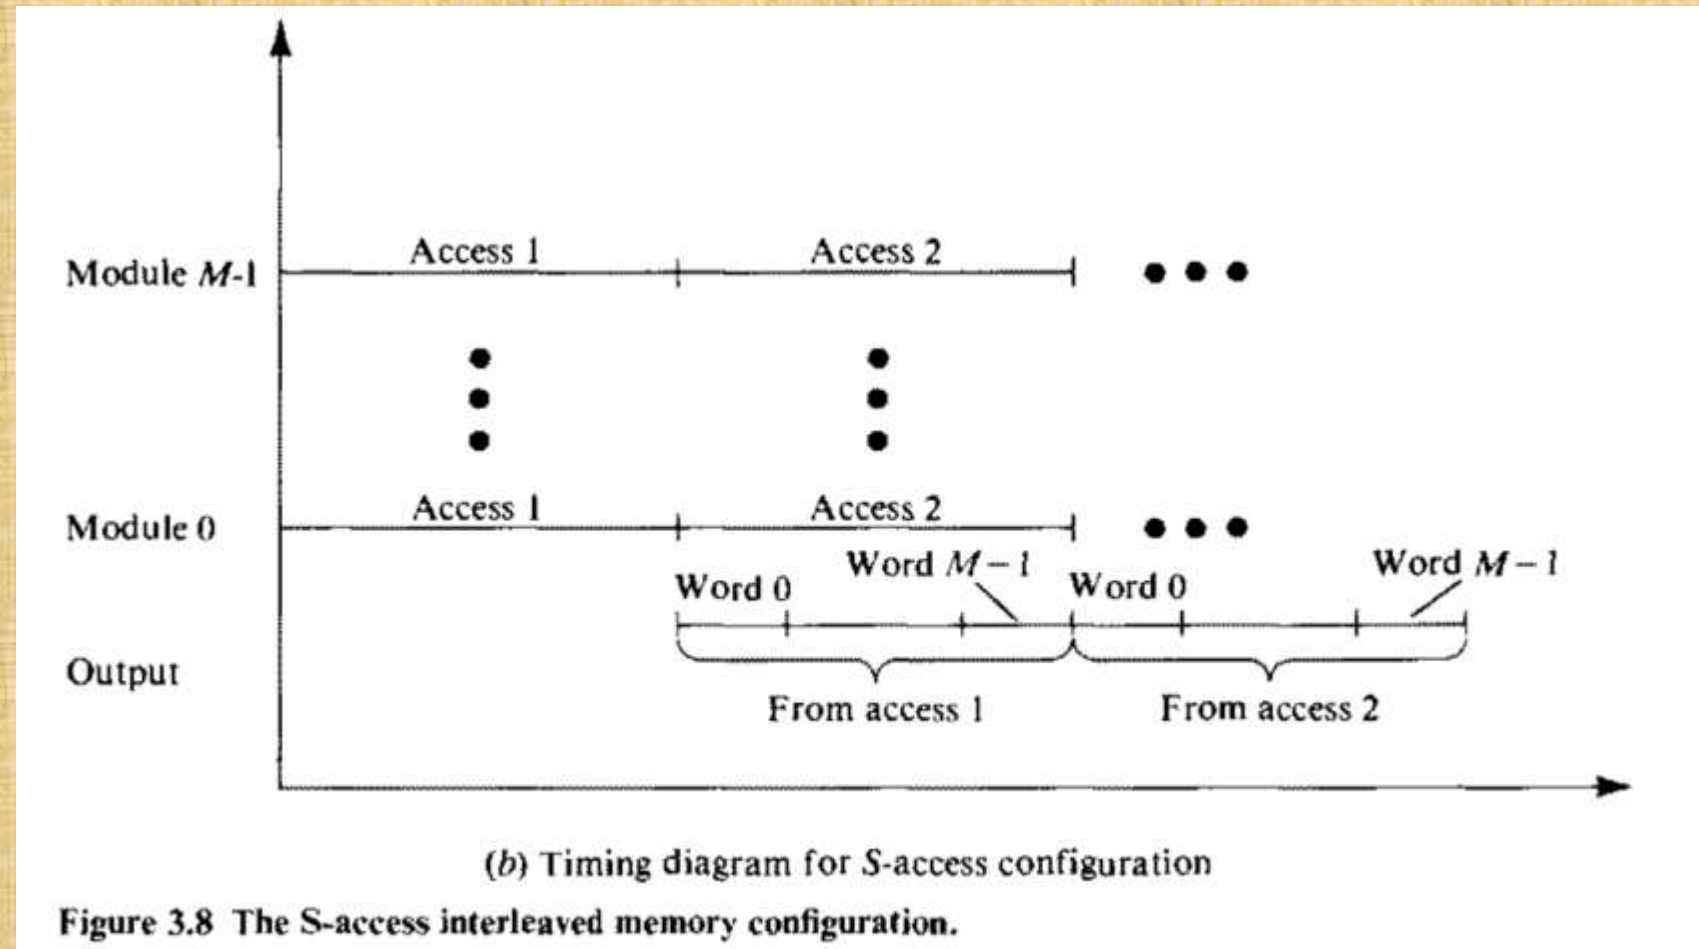 Access 1 Access 2
Module M-1
Access 1 Access 2
Module 0
Word M – 1 Word M – 1
Word 0 Word 0
Output
From access 1 From access 2
(b) Timing diagram for S-access configuration
Figure 3.8 The S-access interleaved memory configuration.